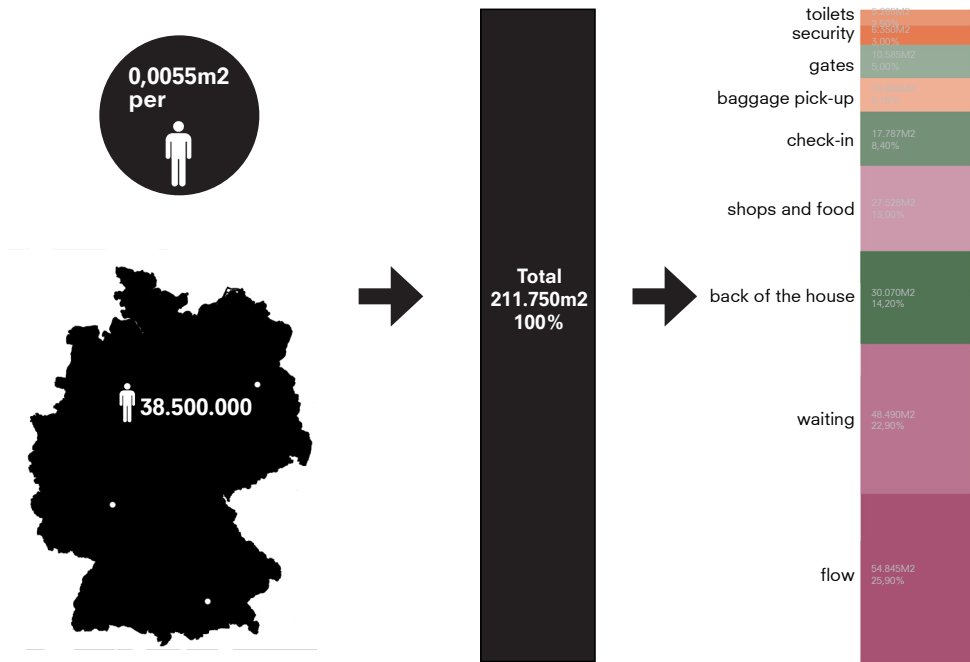 0,0055m2
per
38.500.000
Total
211.750m2
100%
toilets
security
gates
baggage pick-up
check-in
shops and food
back of the house
waiting
flow
2,50%
6.350M2
3,00%
10.585M2
5,00%
17.787M2
8,40%
27.528M2
13,00%
30.070M2
14,20%
48.490M2
22,90%
54.845M2
25,90%